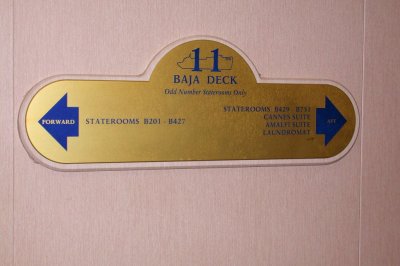 11
BAJA DECK
Odd Number Staterooms Only
FORWARD
STATEROOMS B201 - B427
STATEROOMS B429 - B752
CANNES SUITE
AMALFI SUITE
LAUNDROMAT
AFT